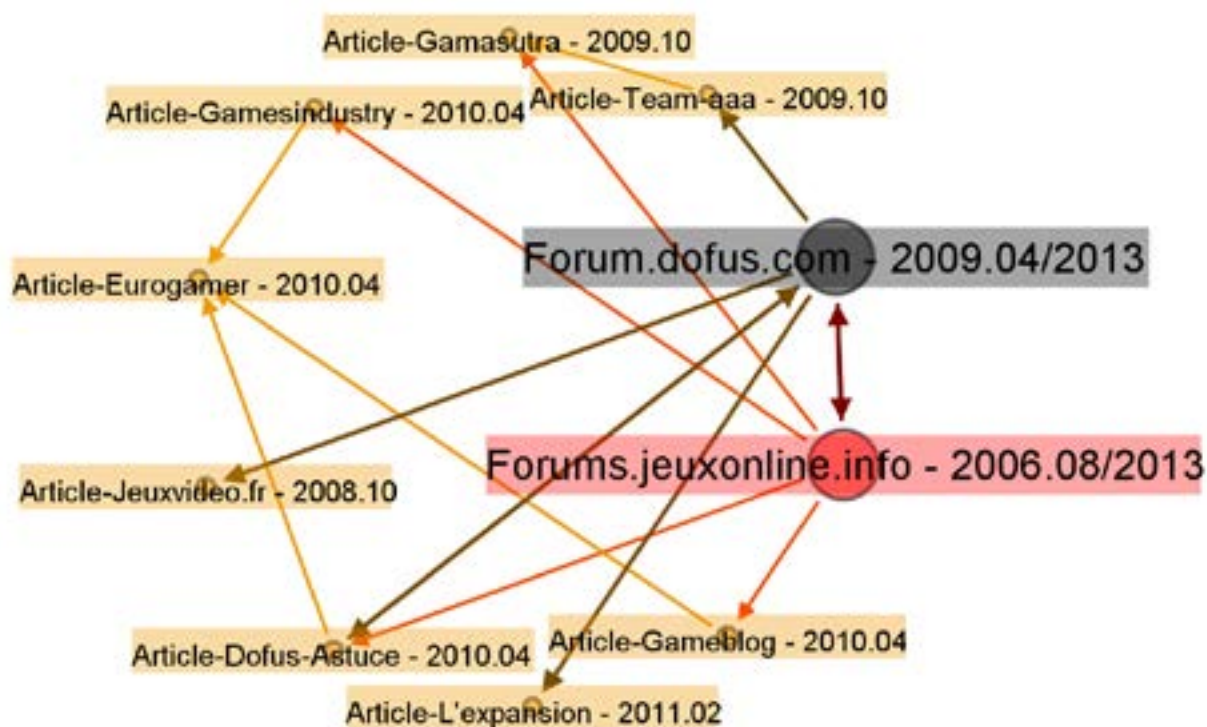 Article-Gamasutra - 2009.10
Article-Team-aaa - 2009.10
Article-Gamesindustry - 2010.04
Forum.dofus.com - 2009.04/2013
Article-Eurogamer - 2010.04
Forums.jeuxonline.info - 2006.08/2013
Article-Jeuxvideo.fr - 2008.10
Article-Gameblog - 2010.04
Article-Dofus-Astuce - 2010.04
Article-L'expansion - 2011.02